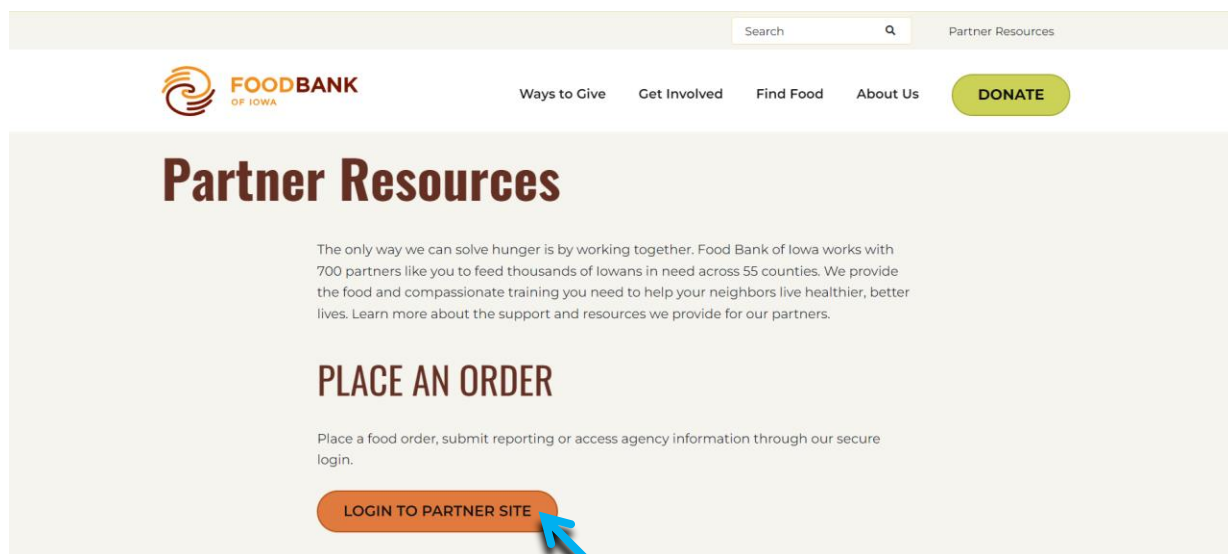 Search
Partner Resources
FOODBANK
OF IOWA
Ways to Give
Get Involved
Find Food
About Us
DONATE
Partner Resources
The only way we can solve hunger is by working together. Food Bank of Iowa works with
700 partners like you to feed thousands of Iowans in need across 55 counties. We provide
the food and compassionate training you need to help your neighbors live healthier, better
lives. Learn more about the support and resources we provide for our partners.
PLACE AN ORDER
Place a food order, submit reporting or access agency information through our secure
login.
LOGIN TO PARTNER SITE